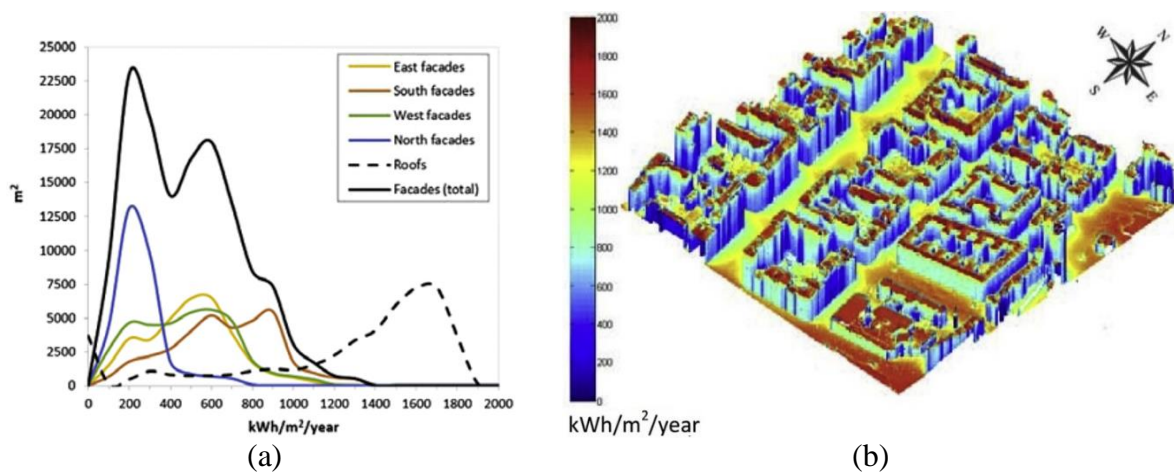 25000
22500
20000
17500
15000
12500
10000
7500
5000
2500
0
m²
0 200 400 600 800 1000 1200 1400 1600 1800 2000
kWh/m²/year
East facades
South facades
West facades
North facades
Roofs
Facades (total)
(a)
2000
1800
1600
1400
1200
1000
800
600
400
200
0
kWh/m²/year
W N
S E
(b)